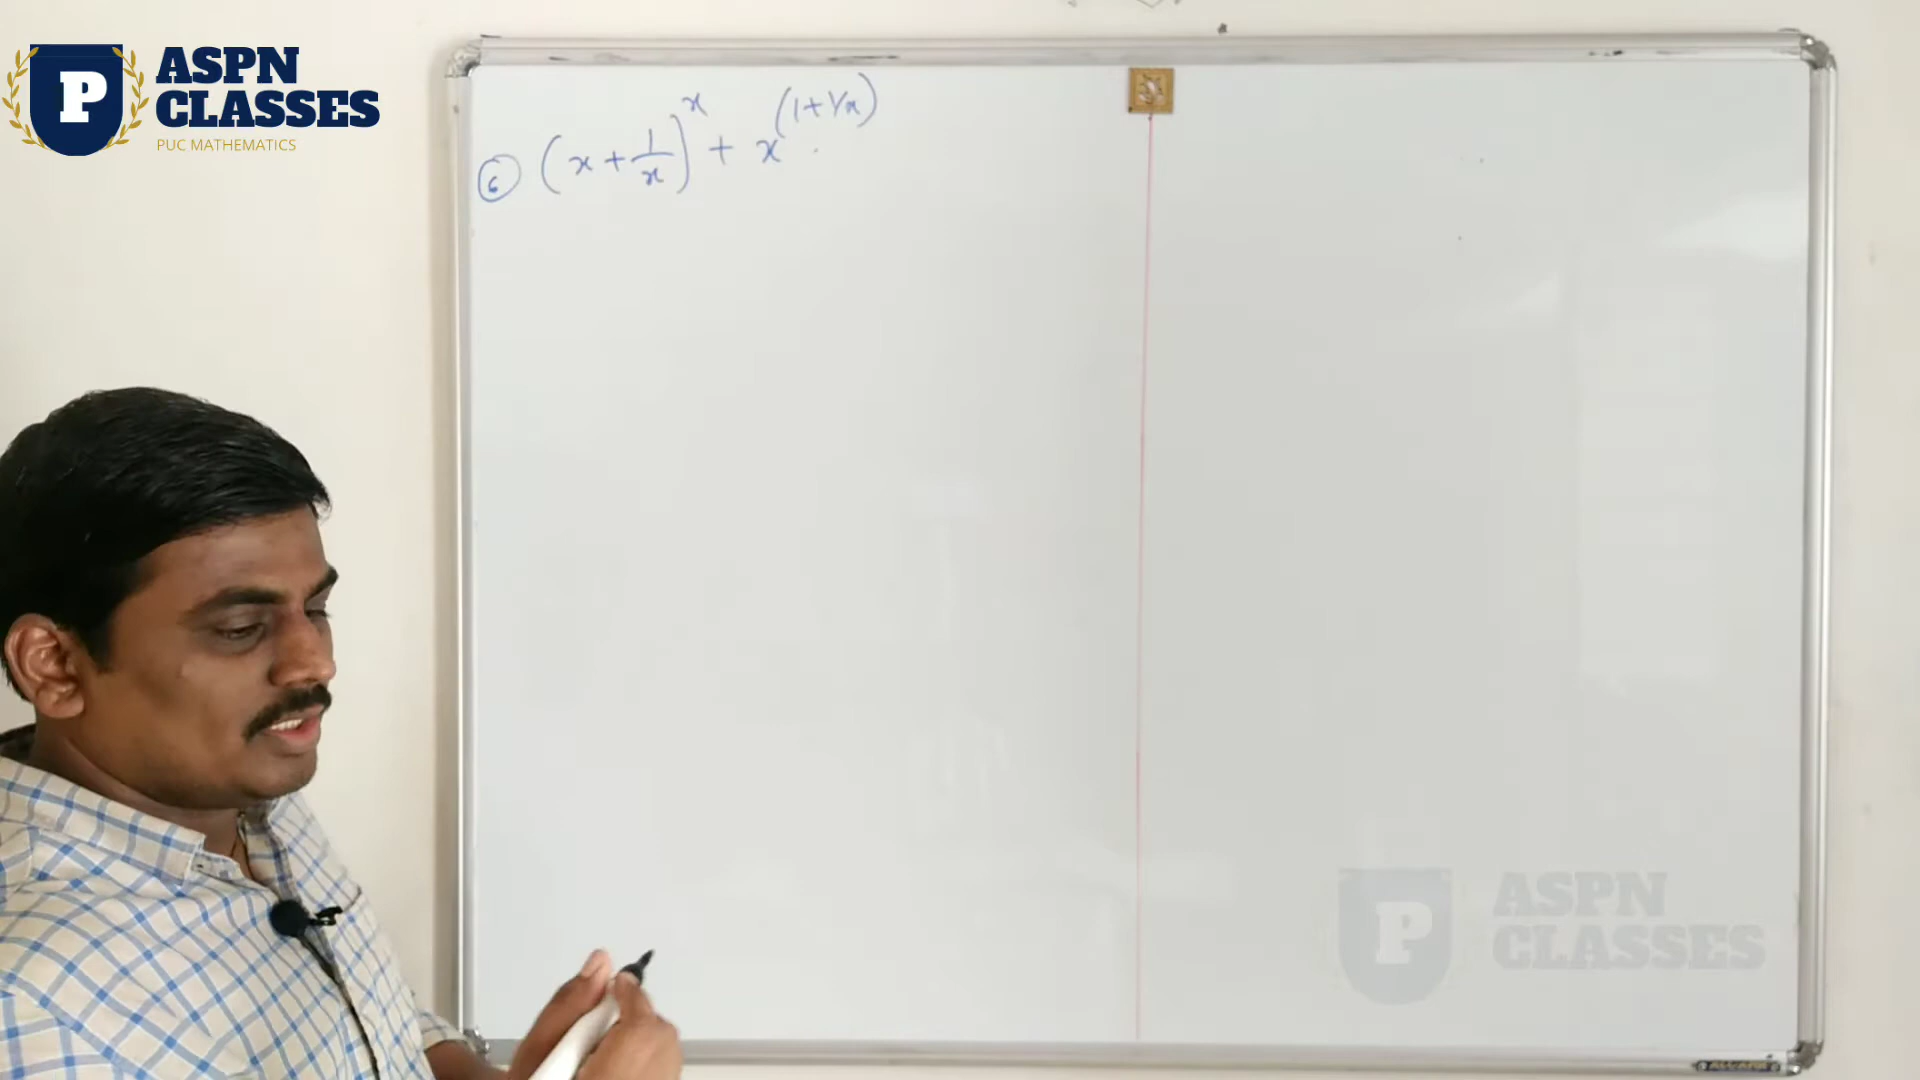 ASPN
CLASSES
PUC MATHEMATICS
P
⑥ (x + 1/x)^x + x^(1 + 1/x)
P
ASPN
CLASSES